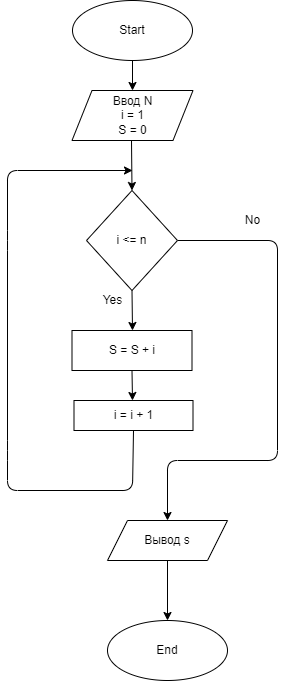 Start
Ввод N
i = 1
S = 0
i <= n
No
Yes
S = S + i
i = i + 1
Вывод s
End